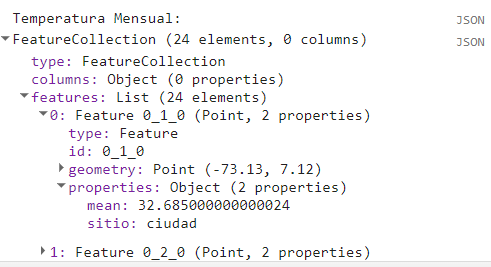 Temperatura Mensual: JSON
FeatureCollection (24 elements, 0 columns) JSON
type: FeatureCollection
columns: Object (0 properties)
features: List (24 elements)
0: Feature 0_1_0 (Point, 2 properties)
type: Feature
id: 0_1_0
geometry: Point (-73.13, 7.12)
properties: Object (2 properties)
mean: 32.685000000000024
sitio: ciudad
1: Feature 0_2_0 (Point, 2 properties)